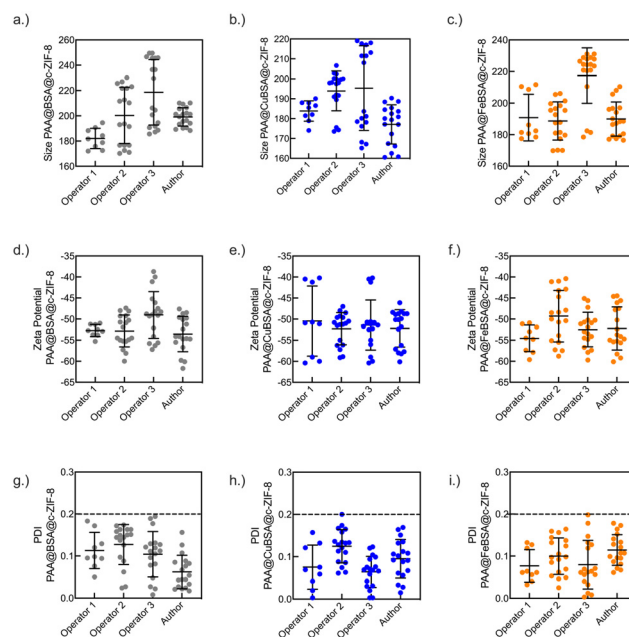 a.)
Size PAA@BSA@c-ZIF-8
260
240
220
200
180
160
Operator 1
Operator 2
Operator 3
Author
b.)
Size PAA@CuBSA@c-ZIF-8
220
210
200
190
180
170
160
Operator 1
Operator 2
Operator 3
Author
c.)
Size PAA@FeBSA@c-ZIF-8
240
220
200
180
160
Operator 1
Operator 2
Operator 3
Author
d.)
Zeta Potential
PAA@BSA@c-ZIF-8
-35
-40
-45
-50
-55
-60
-65
Operator 1
Operator 2
Operator 3
Author
e.)
Zeta Potential
PAA@CuBSA@c-ZIF-8
-35
-40
-45
-50
-55
-60
-65
Operator 1
Operator 2
Operator 3
Author
f.)
Zeta Potential
PAA@FeBSA@c-ZIF-8
-35
-40
-45
-50
-55
-60
-65
Operator 1
Operator 2
Operator 3
Author
g.)
PDI
PAA@BSA@c-ZIF-8
0.3
0.2
0.1
0.0
Operator 1
Operator 2
Operator 3
Author
h.)
PDI
PAA@CuBSA@c-ZIF-8
0.3
0.2
0.1
0.0
Operator 1
Operator 2
Operator 3
Author
i.)
PDI
PAA@FeBSA@c-ZIF-8
0.3
0.2
0.1
0.0
Operator 1
Operator 2
Operator 3
Author